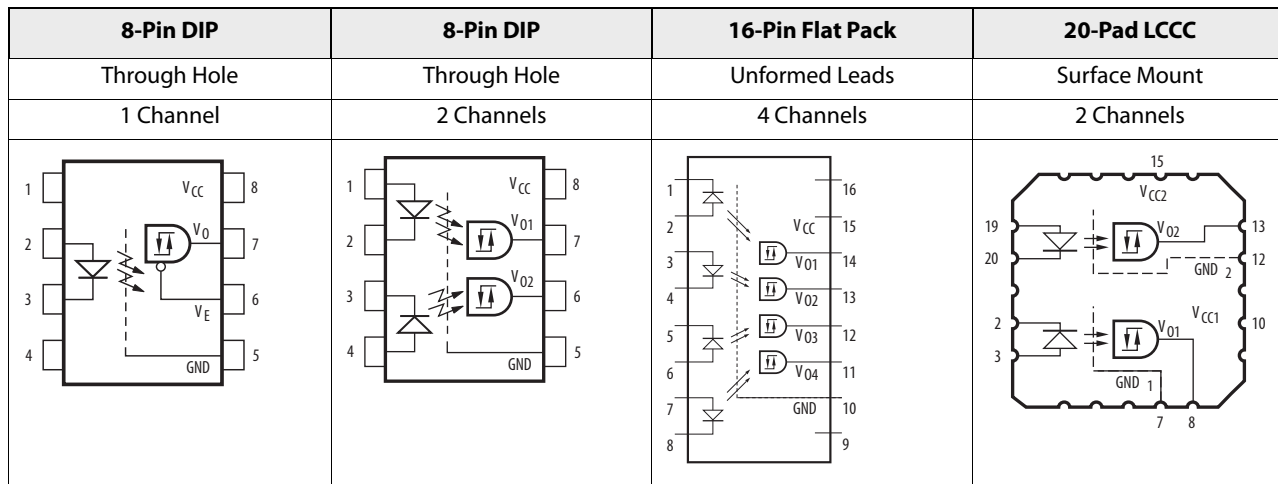 8-Pin DIP
8-Pin DIP
16-Pin Flat Pack
20-Pad LCCC
Through Hole
Through Hole
Unformed Leads
Surface Mount
1 Channel
2 Channels
4 Channels
2 Channels
1
2
3
4
VCC
VO
VE
GND
8
7
6
5
1
2
3
4
VCC
VO1
VO2
GND
8
7
6
5
1
2
3
4
5
6
7
8
VCC
VO1
VO2
VO3
VO4
GND
16
15
14
13
12
11
10
9
15
VCC2
19
20
VO2
13
12
GND 2
2
3
VCC1
VO1
10
GND 1
7
8